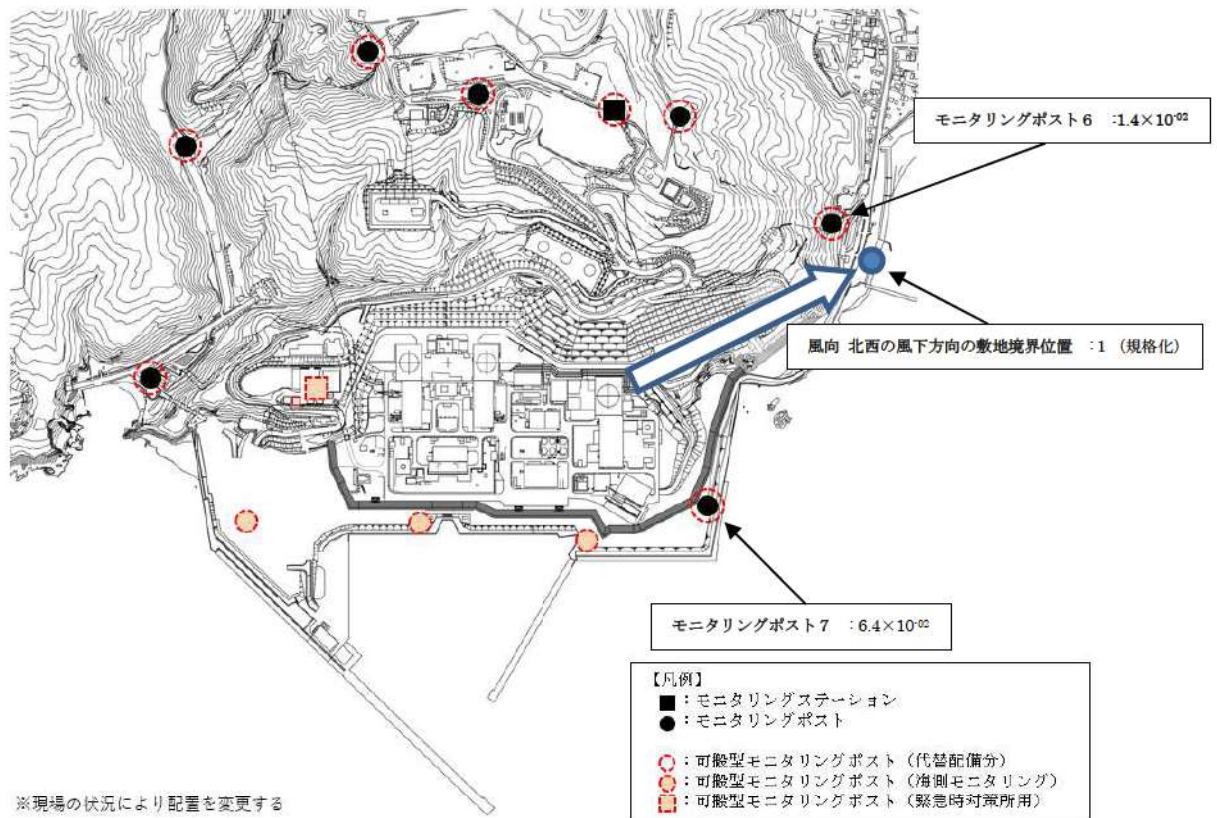 モニタリングポスト6 :1.4×10⁻⁰²
風向 北西の風下方向の敷地境界位置 :1 (規格化)
モニタリングポスト7 :6.4×10⁻⁰²
【凡例】
■:モニタリングステーション
●:モニタリングポスト
:可搬型モニタリングポスト(代替配備分)
:可搬型モニタリングポスト(海側モニタリング)
:可搬型モニタリングポスト(緊急時対策所用)
※現場の状況により配置を変更する